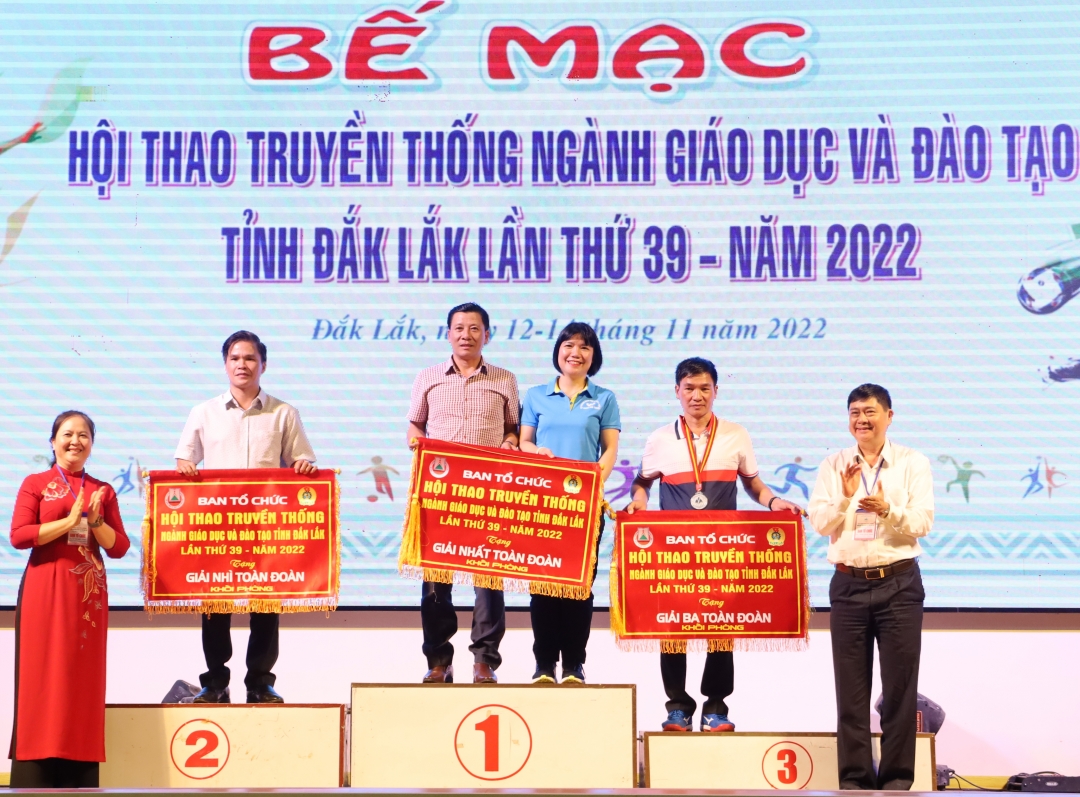 BẾ MẠC
HỘI THAO TRUYỀN THỐNG NGÀNH GIÁO DỤC VÀ ĐÀO TẠO
TỈNH ĐẮK LẮK LẦN THỨ 39 – NĂM 2022
Đắk Lắk, 12-14 tháng 11 năm 2022
BAN TỔ CHỨC
HỘI THAO TRUYỀN THỐNG
NGÀNH GIÁO DỤC VÀ ĐÀO TẠO TỈNH ĐẮK LẮK
LẦN THỨ 39 - NĂM 2022
Tặng
GIẢI NHÌ TOÀN ĐOÀN
KHỐI PHÒNG
BAN TỔ CHỨC
HỘI THAO TRUYỀN THỐNG
NGÀNH GIÁO DỤC VÀ ĐÀO TẠO TỈNH ĐẮK LẮK
LẦN THỨ 39 - NĂM 2022
Tặng
GIẢI NHẤT TOÀN ĐOÀN
KHỐI PHÒNG
BAN TỔ CHỨC
HỘI THAO TRUYỀN THỐNG
NGÀNH GIÁO DỤC VÀ ĐÀO TẠO TỈNH ĐẮK LẮK
LẦN THỨ 39 - NĂM 2022
Tặng
GIẢI BA TOÀN ĐOÀN
KHỐI PHÒNG
2
1
3